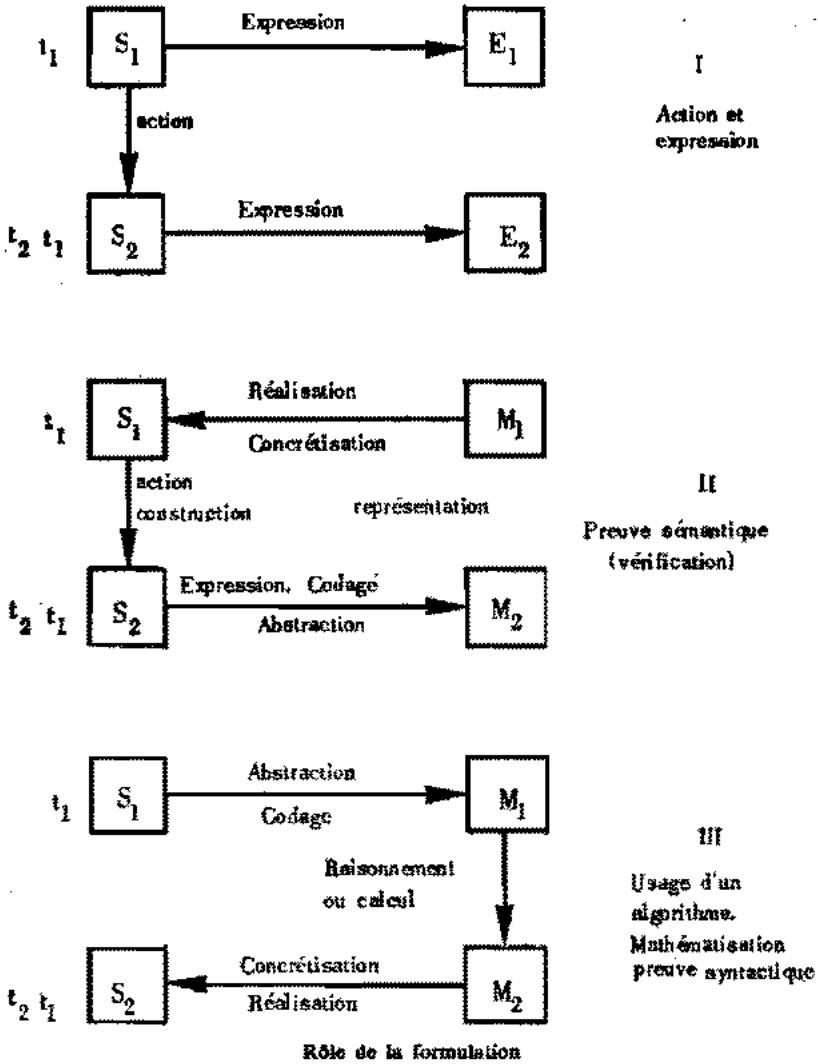 t₁ S₁ Expression E₁
I
action
Action et
expression
t₂ t₁ S₂ Expression E₂
t₁ S₁ Réalisation M₁
Concrétisation
II
action
construction
représentation
Preuve sémantique
(vérification)
t₂ t₁ S₂ Expression. Codage M₂
Abstraction
t₁ S₁ Abstraction M₁
Codage
III
Raisonnement
ou calcul
Usage d'un
algorithme.
Mathématisation
preuve syntactique
t₂ t₁ S₂ Concrétisation M₂
Réalisation
Rôle de la formulation